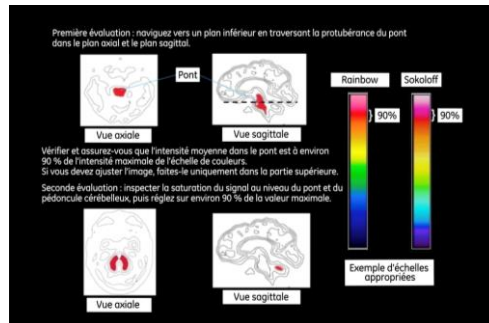 Première évaluation : naviguez vers un plan inférieur en traversant la protubérance du pont
dans le plan axial et le plan sagittal.
Pont
Vue axiale
Vue sagittale
Rainbow
Sokoloff
90%
90%
Vérifier et assurez-vous que l'intensité moyenne dans le pont est à environ
90 % de l'intensité maximale de l'échelle de couleurs.
Si vous devez ajuster l'image, faites-le uniquement dans la partie supérieure.
Seconde évaluation : inspecter la saturation du signal au niveau du pont et du
pédoncule cérébelleux, puis réglez sur environ 90 % de la valeur maximale.
Vue axiale
Vue sagittale
Exemple d'échelles
appropriées